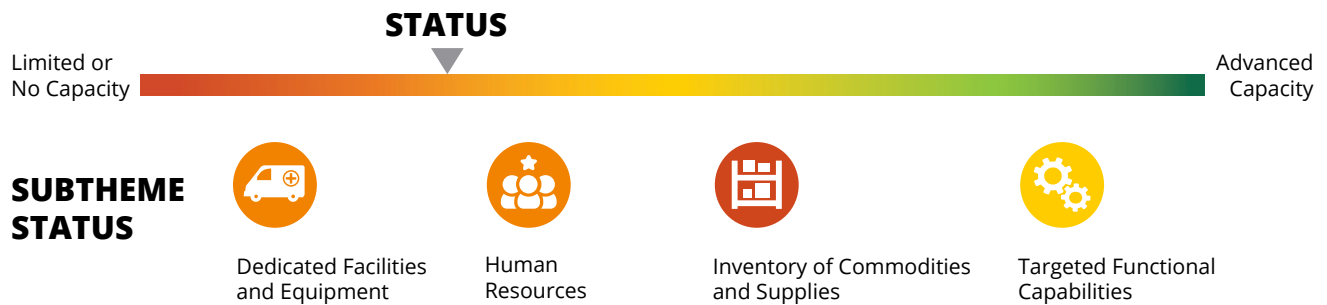 STATUS
Limited or
No Capacity
Advanced
Capacity
SUBTHEME
STATUS
Dedicated Facilities
and Equipment
Human
Resources
Inventory of Commodities
and Supplies
Targeted Functional
Capabilities